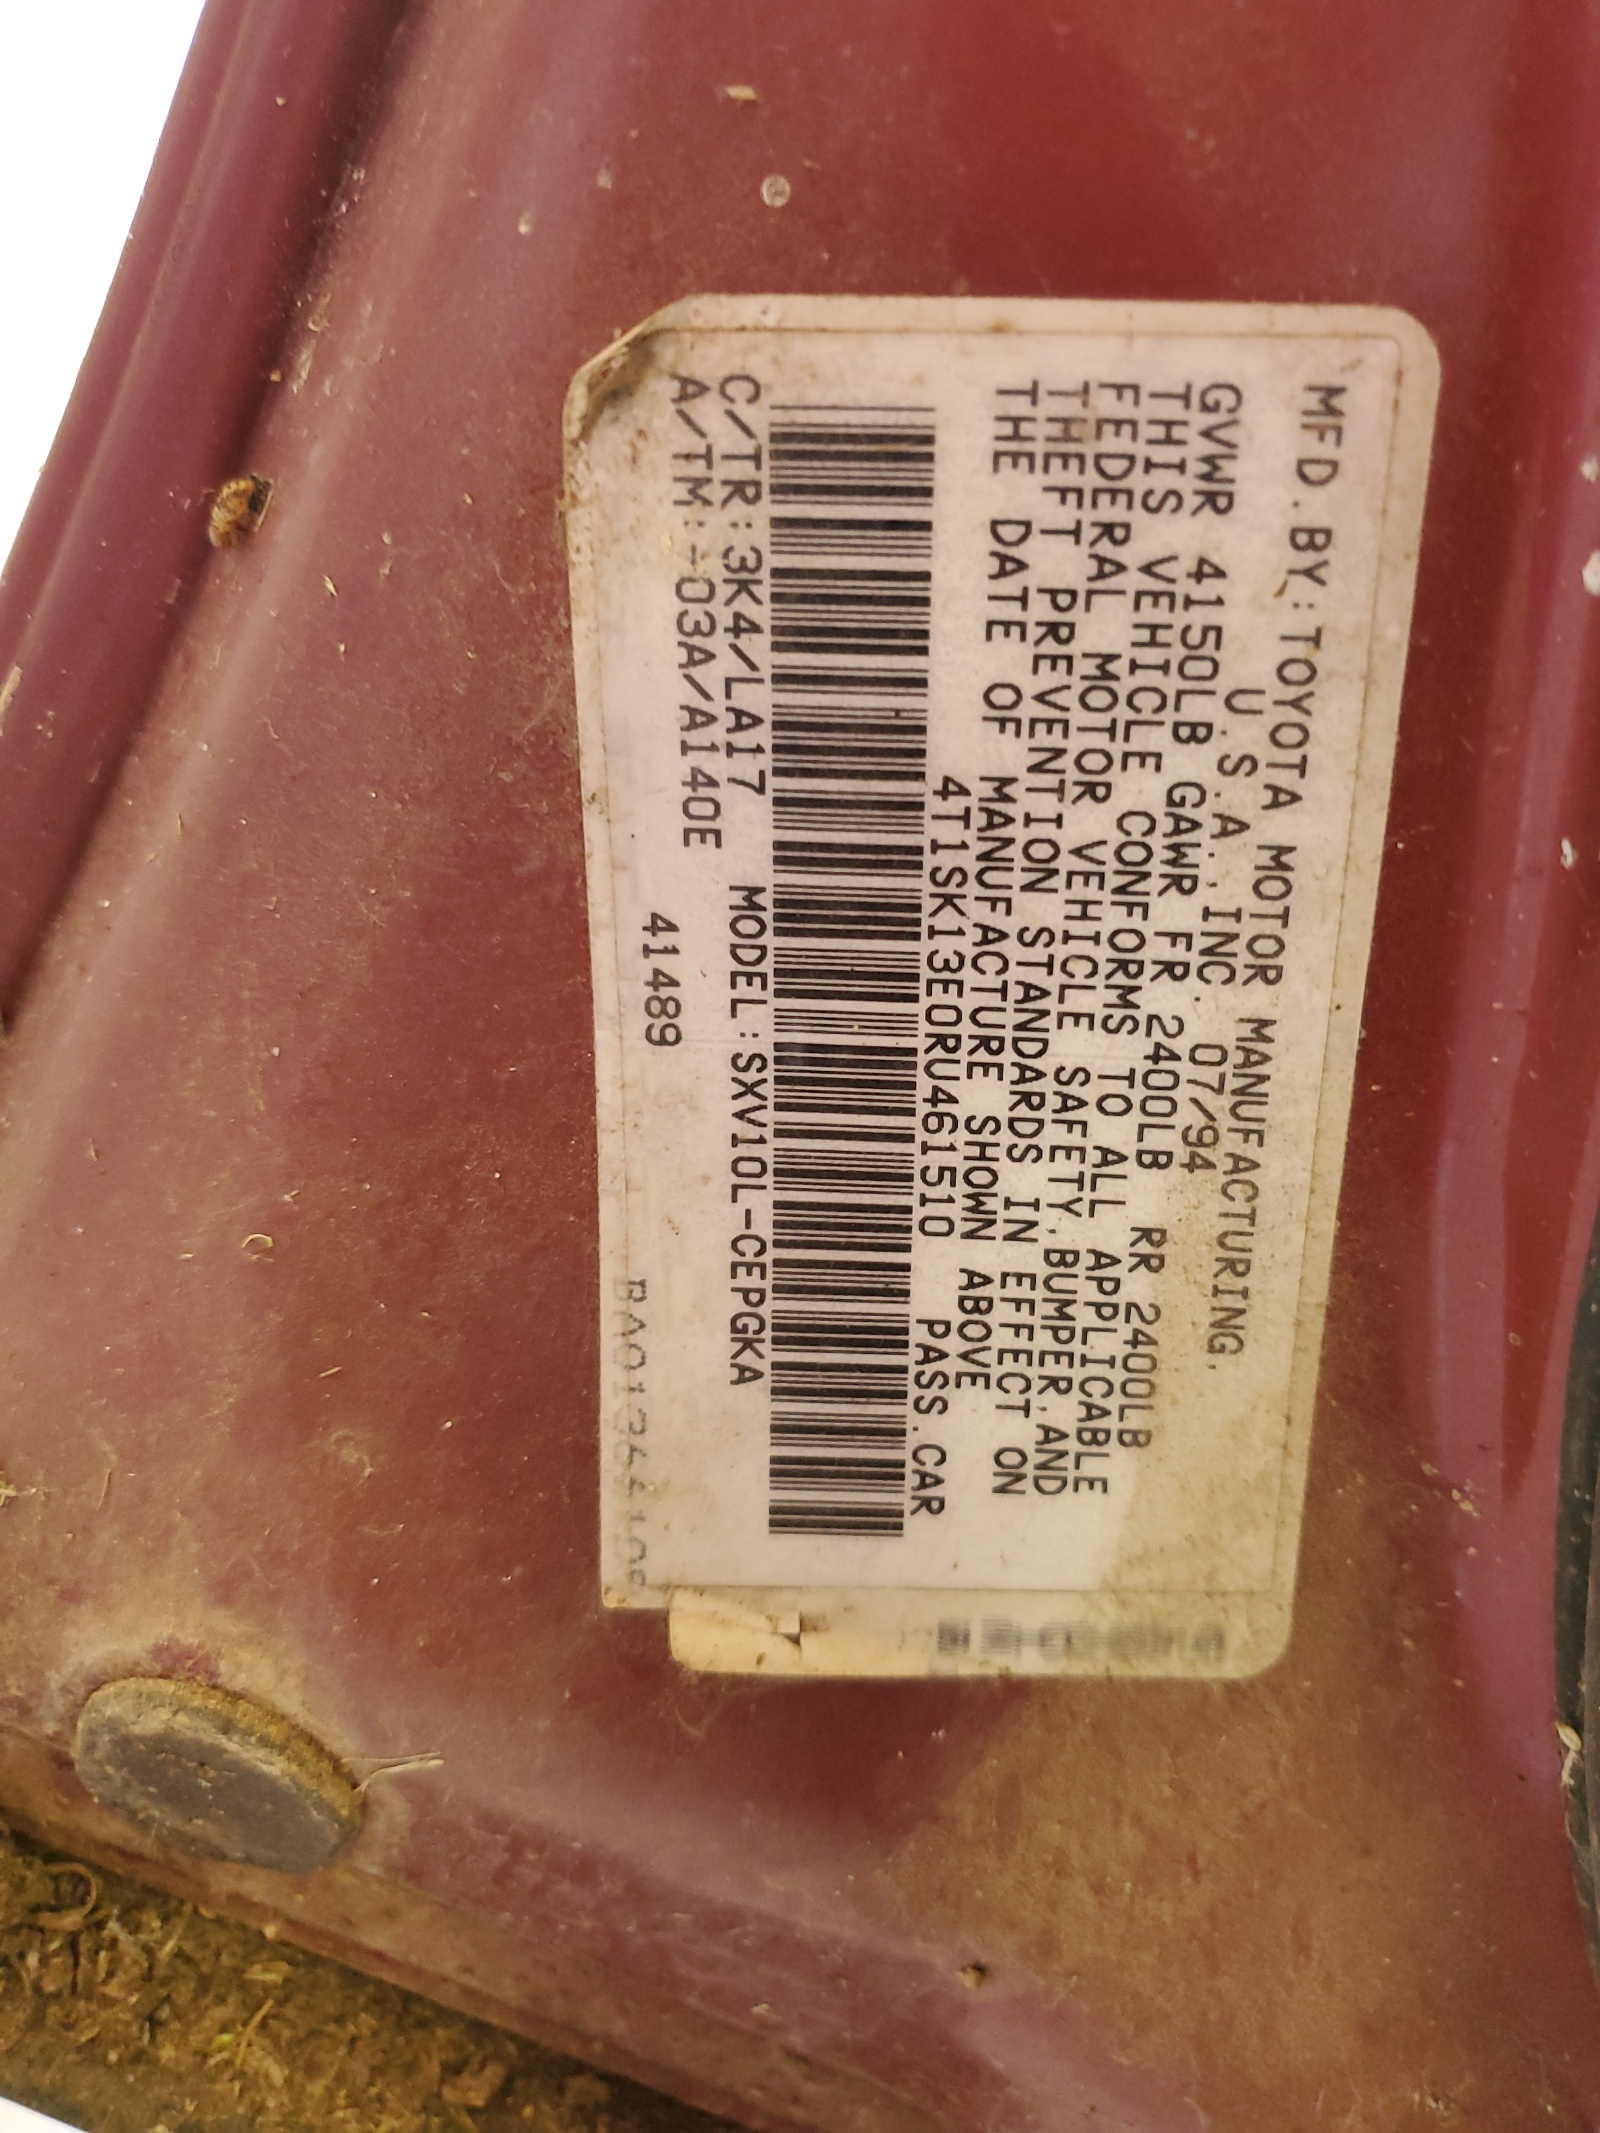 MFD.BY:TOYOTA MOTOR MANUFACTURING,
U.S.A.,INC. 07/94
GVWR 4150LB GAWR FR 2400LB RR 2400LB
THIS VEHICLE CONFORMS TO ALL APPLICABLE
FEDERAL MOTOR VEHICLE SAFETY,BUMPER,AND
THEFT PREVENTION STANDARDS IN EFFECT ON
THE DATE OF MANUFACTURE SHOWN ABOVE
4T1SK13E0RU461510 PASS.CAR
C/TR:3K4/LA17 MODEL:SXV10L-CEPGKA
A/TM:-03A/A140E
41489